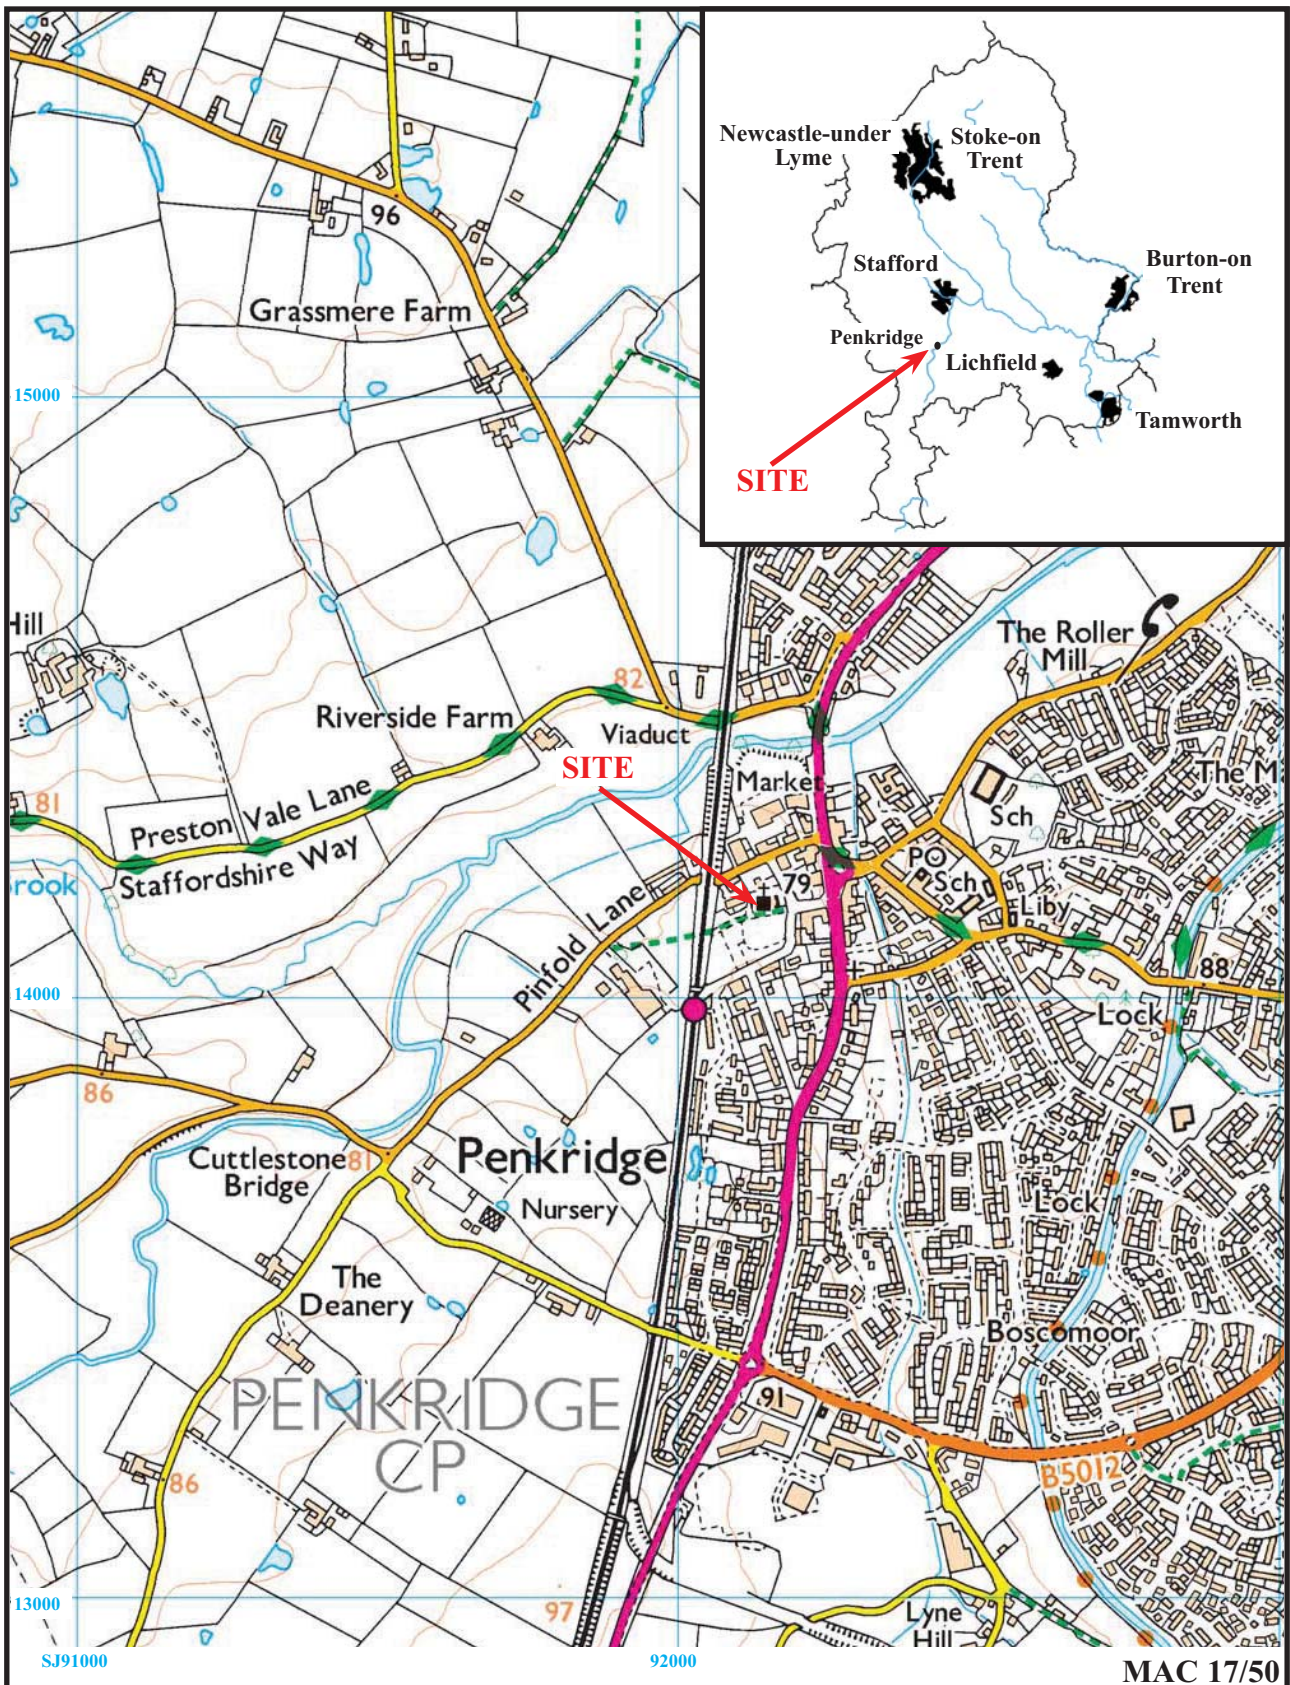 Newcastle-under
Lyme
Stoke-on
Trent
Stafford
Burton-on
Trent
Penkridge
Lichfield
Tamworth
SITE
96
Grassmere Farm
15000
Hill
The Roller
Mill
82
Riverside Farm
Viaduct
SITE
Market
The M
81
Preston Vale Lane
Staffordshire Way
Sch
PO
Sch
79
rook
Liby
Pinfold Lane
88
14000
Lock
86
Cuttlestone
Bridge
81
Penkridge
Nursery
Lock
The
Deanery
Boscomoor
PENKRIDGE
CP
91
B5012
86
97
13000
Lyne
Hill
SJ91000
92000
MAC 17/50